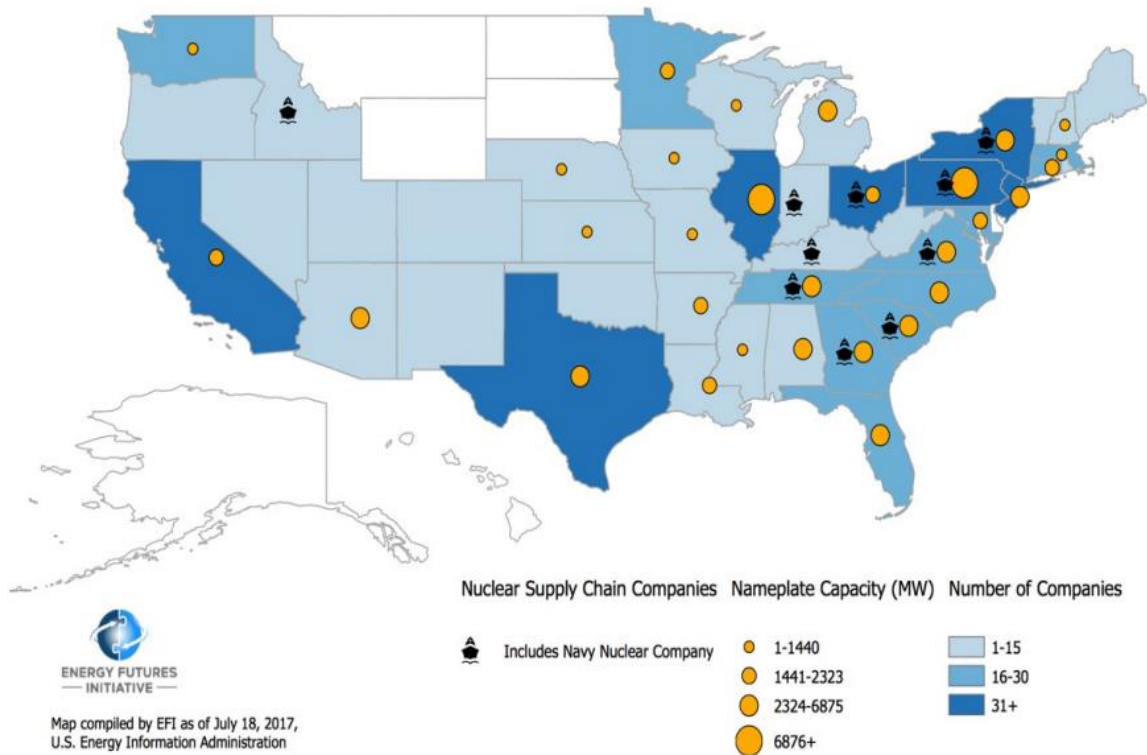 Nuclear Supply Chain Companies
Includes Navy Nuclear Company
Nameplate Capacity (MW)
1-1440
1441-2323
2324-6875
6876+
Number of Companies
1-15
16-30
31+
ENERGY FUTURES
INITIATIVE
Map compiled by EFI as of July 18, 2017,
U.S. Energy Information Administration